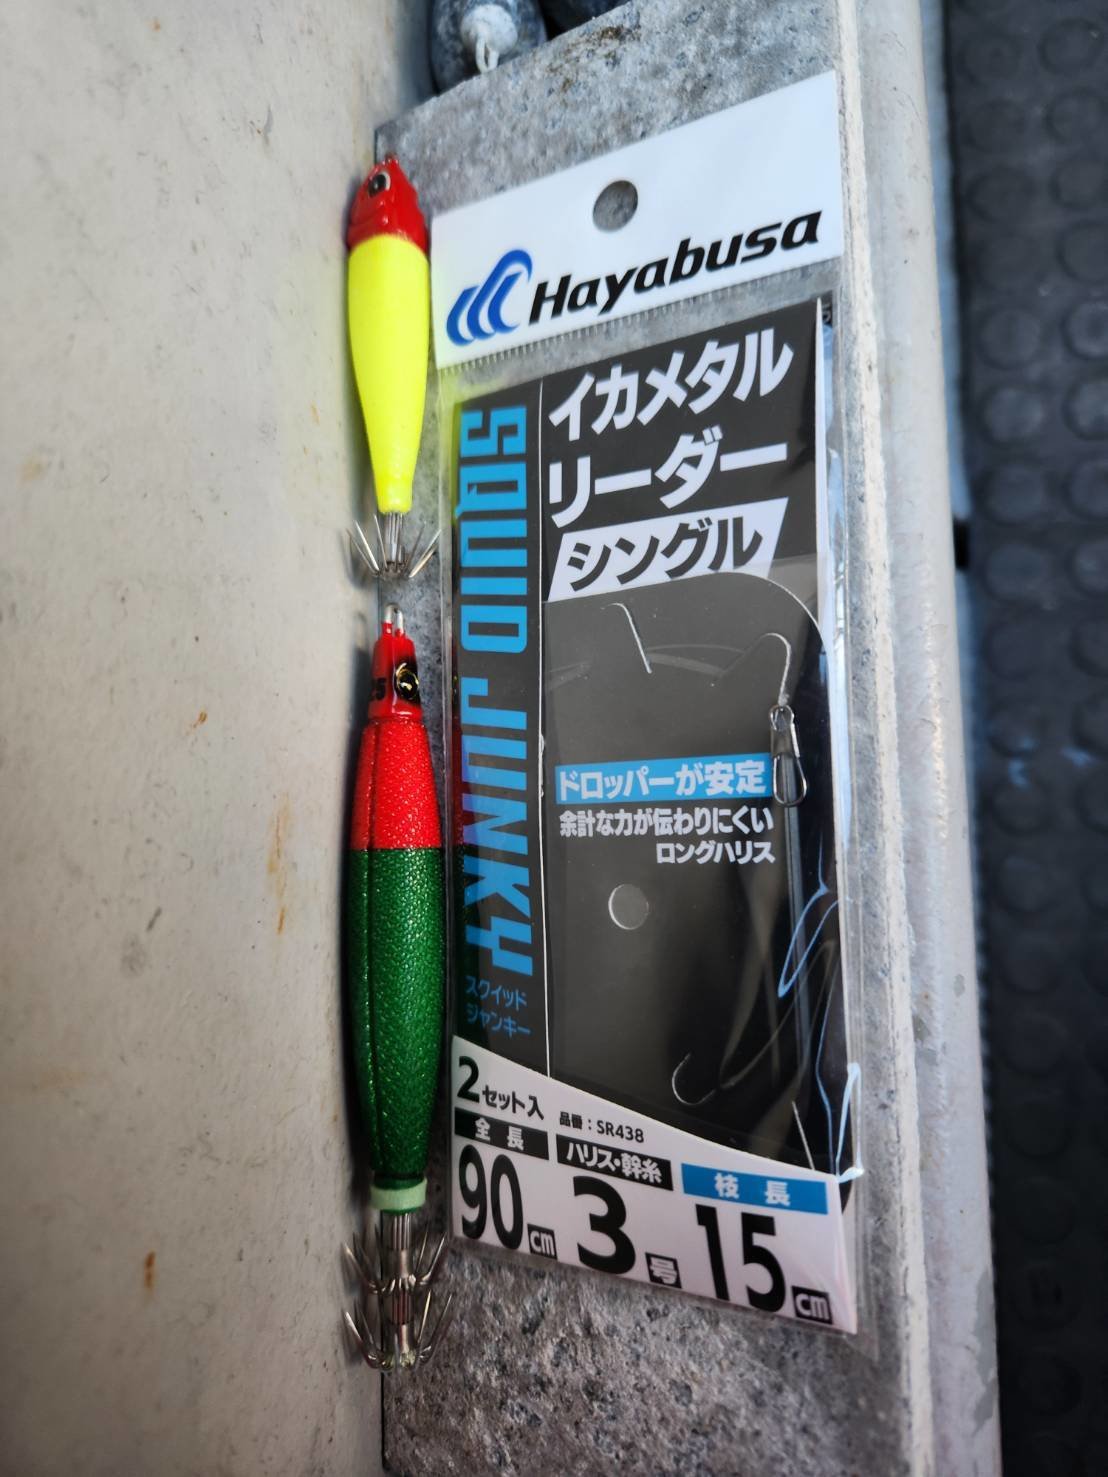 Hayabusa
イカメタル
リーダー
シングル
SQUID JUNKY
スクイッド
ジャンキー
ドロッパーが安定
余計な力が伝わりにくい
ロングハリス
2セット入
品番：SR438
全長
90cm
ハリス・幹糸
3号
枝長
15cm